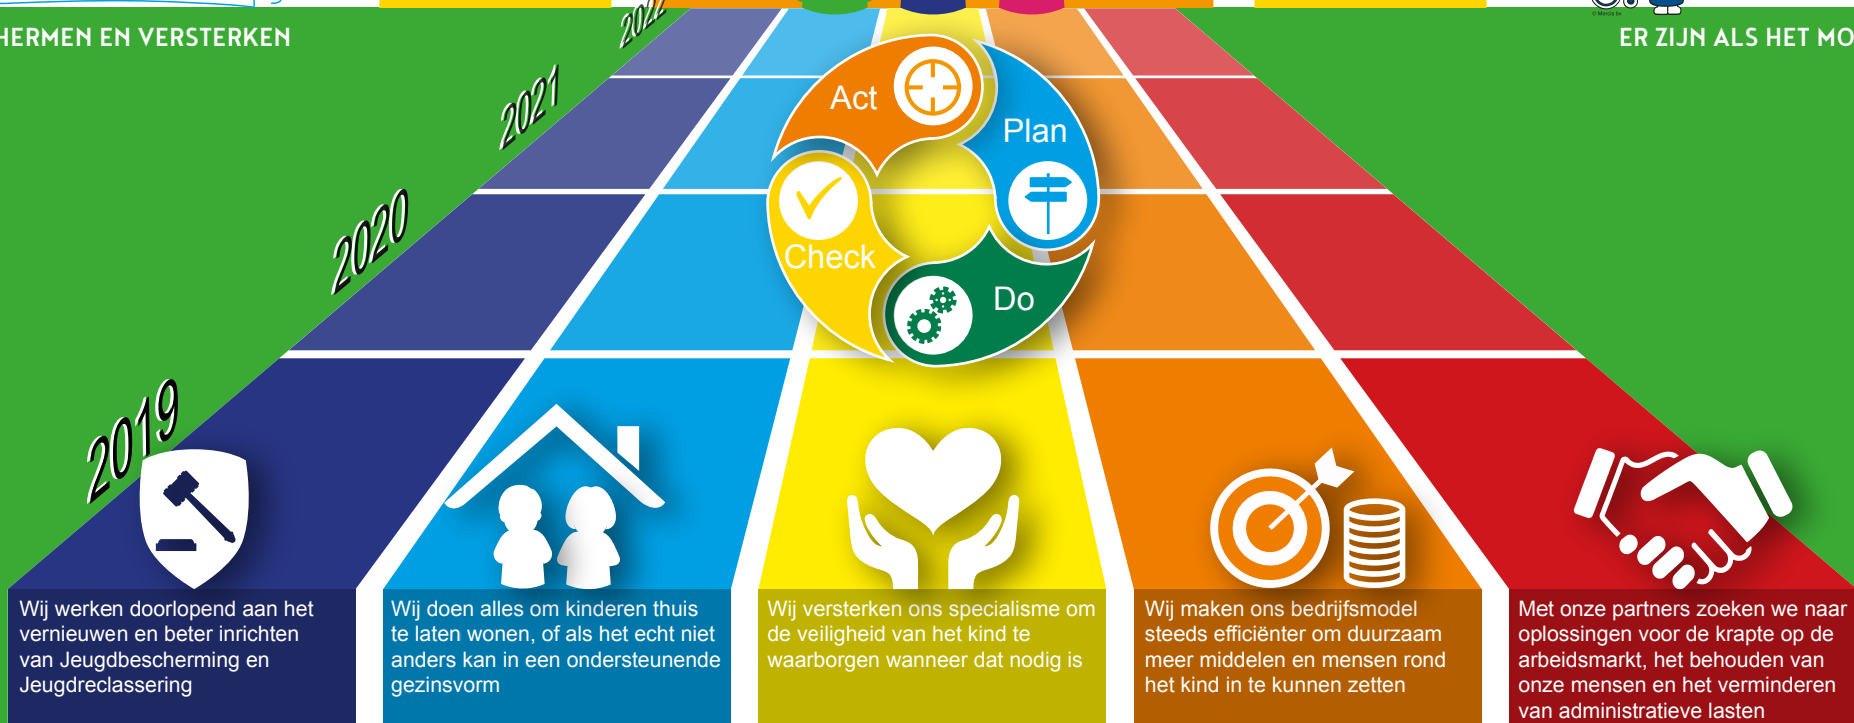 2022
HERMEN EN VERSTERKEN
ER ZIJN ALS HET MO
2021
Act
Plan
2020
Check
Do
2019
Wij werken doorlopend aan het
vernieuwen en beter inrichten
van Jeugdbescherming en
Jeugdreclassering
Wij doen alles om kinderen thuis
te laten wonen, of als het echt niet
anders kan in een ondersteunende
gezinsvorm
Wij versterken ons specialisme om
de veiligheid van het kind te
waarborgen wanneer dat nodig is
Wij maken ons bedrijfsmodel
steeds efficiënter om duurzaam
meer middelen en mensen rond
het kind in te kunnen zetten
Met onze partners zoeken we naar
oplossingen voor de krapte op de
arbeidsmarkt, het behouden van
onze mensen en het verminderen
van administratieve lasten